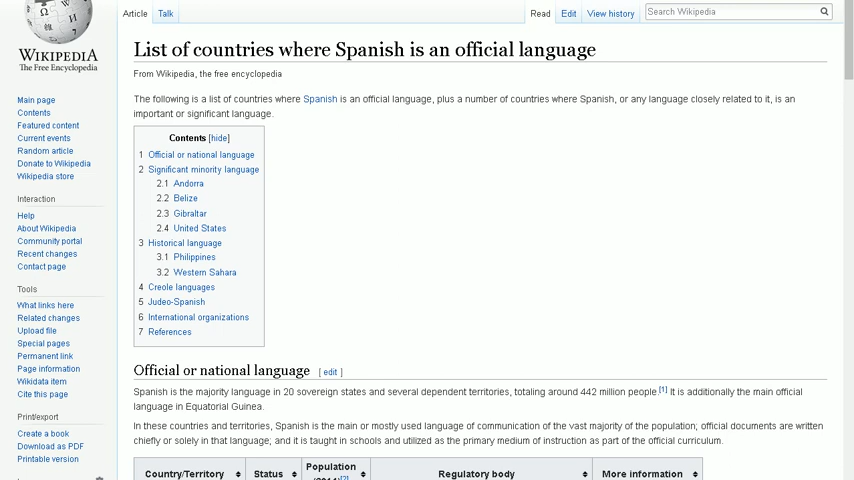 WIKIPEDIA
The Free Encyclopedia
Main page
Contents
Featured content
Current events
Random article
Donate to Wikipedia
Wikipedia store
Interaction
Help
About Wikipedia
Community portal
Recent changes
Contact page
Tools
What links here
Related changes
Upload file
Special pages
Permanent link
Page information
Wikidata item
Cite this page
Print/export
Create a book
Download as PDF
Printable version
Article Talk Read Edit View history Search Wikipedia
List of countries where Spanish is an official language
From Wikipedia, the free encyclopedia
The following is a list of countries where Spanish is an official language, plus a number of countries where Spanish, or any language closely related to it, is an
important or significant language.
Contents [hide]
1 Official or national language
2 Significant minority language
2.1 Andorra
2.2 Belize
2.3 Gibraltar
2.4 United States
3 Historical language
3.1 Philippines
3.2 Western Sahara
4 Creole languages
5 Judeo-Spanish
6 International organizations
7 References
Official or national language [ edit ]
Spanish is the majority language in 20 sovereign states and several dependent territories, totaling around 442 million people.[1] It is additionally the main official
language in Equatorial Guinea.
In these countries and territories, Spanish is the main or mostly used language of communication of the vast majority of the population; official documents are written
chiefly or solely in that language; and it is taught in schools and utilized as the primary medium of instruction as part of the official curriculum.
Country/Territory Status Population Regulatory body More information